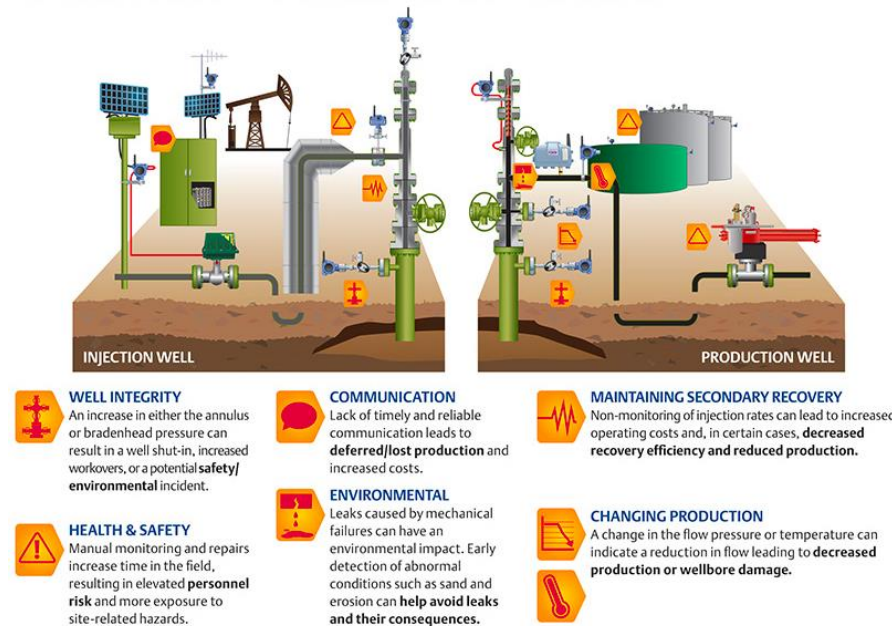 INJECTION WELL
PRODUCTION WELL
WELL INTEGRITY
An increase in either the annulus
or bradenhead pressure can
result in a well shut-in, increased
workovers, or a potential safety/
environmental incident.
HEALTH & SAFETY
Manual monitoring and repairs
increase time in the field,
resulting in elevated personnel
risk and more exposure to
site-related hazards.
COMMUNICATION
Lack of timely and reliable
communication leads to
deferred/lost production and
increased costs.
ENVIRONMENTAL
Leaks caused by mechanical
failures can have an
environmental impact. Early
detection of abnormal
conditions such as sand and
erosion can help avoid leaks
and their consequences.
MAINTAINING SECONDARY RECOVERY
Non-monitoring of injection rates can lead to increased
operating costs and, in certain cases, decreased
recovery efficiency and reduced production.
CHANGING PRODUCTION
A change in the flow pressure or temperature can
indicate a reduction in flow leading to decreased
production or wellbore damage.